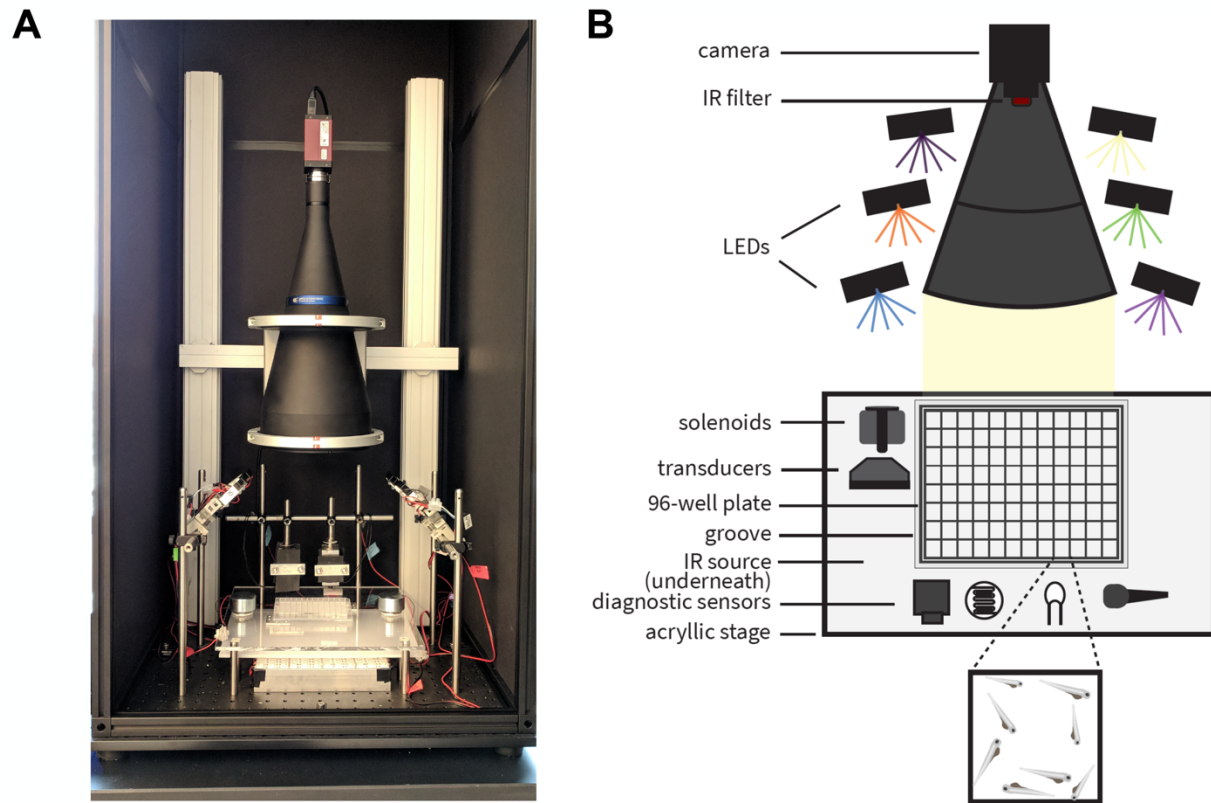 A
B
camera
IR filter
LEDs
solenoids
transducers
96-well plate
groove
IR source
(underneath)
diagnostic sensors
acryllic stage